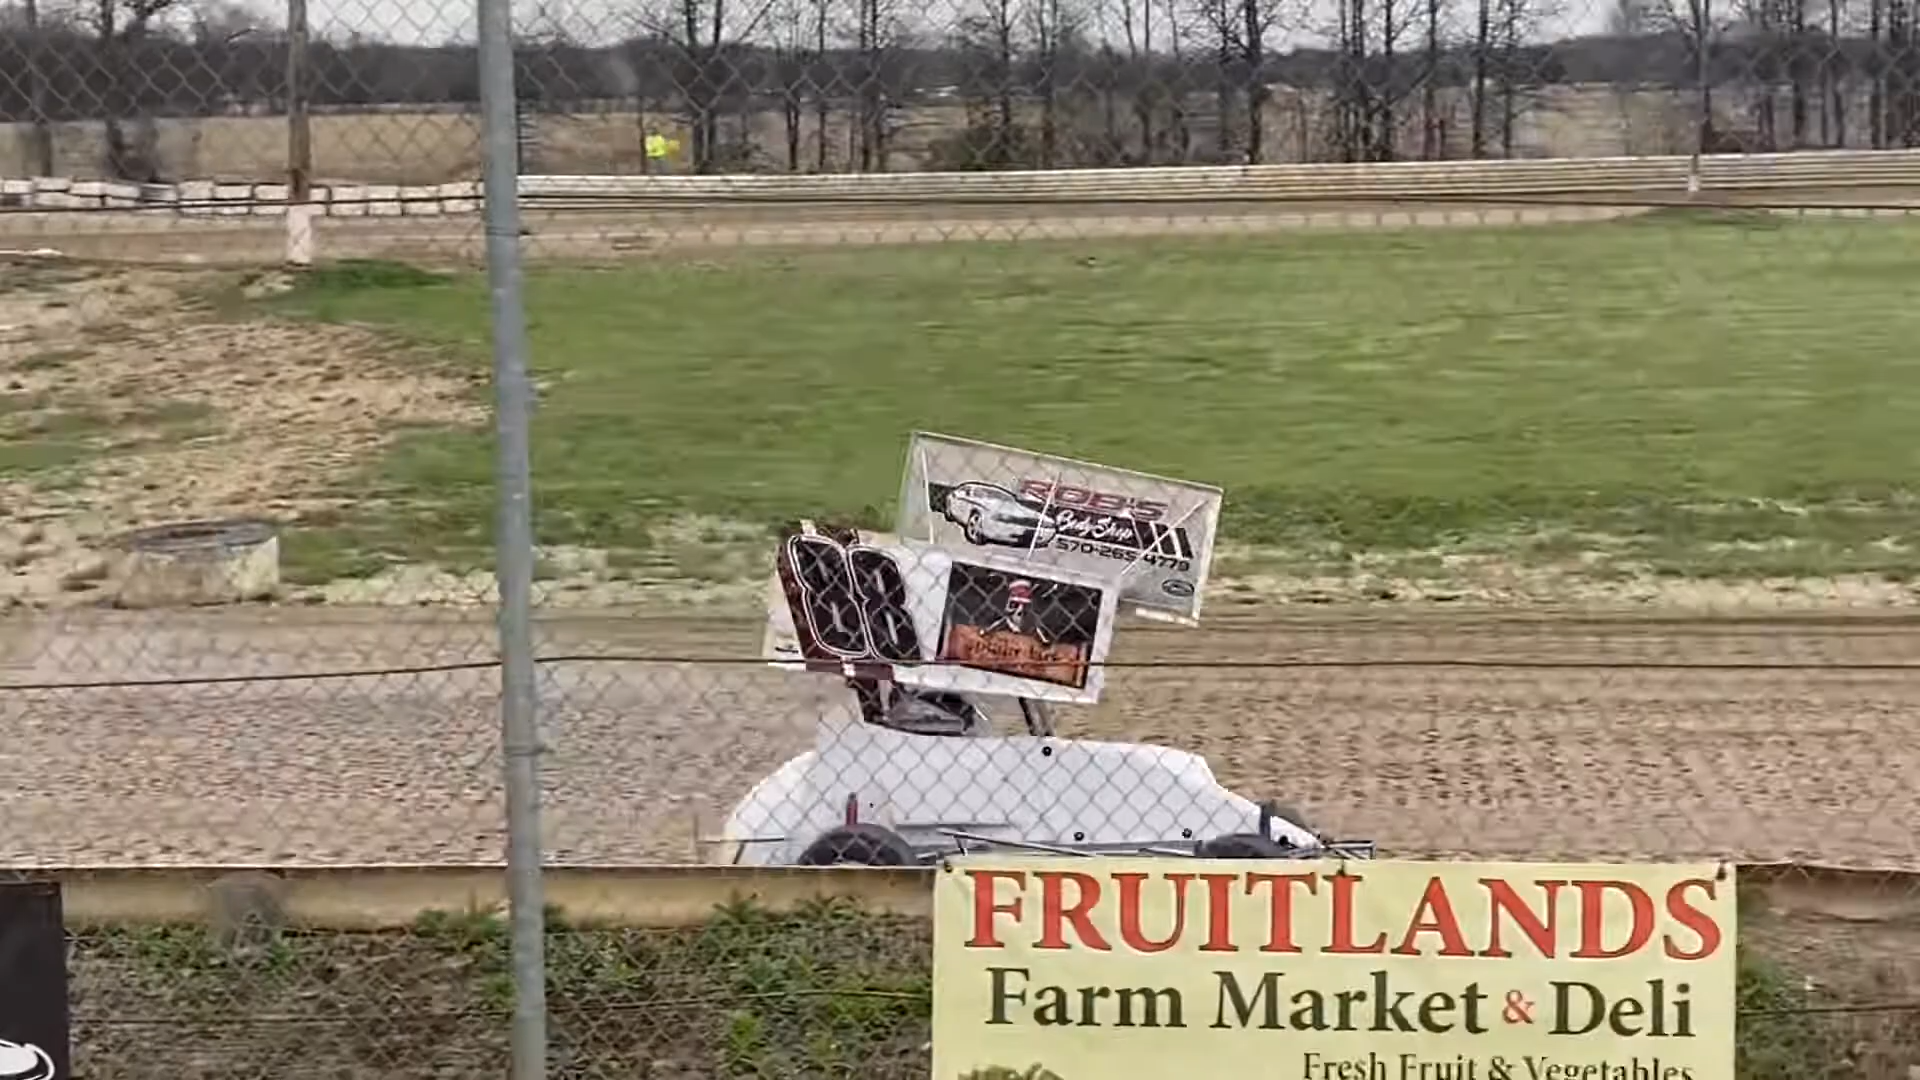 ROB'S
Body Shop
570-265-4779
88
FRUITLANDS
Farm Market & Deli
Fresh Fruit & Vegetables